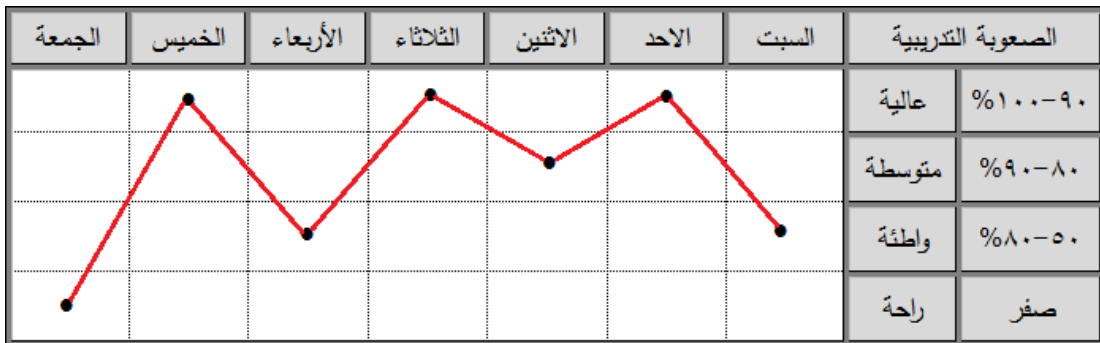 الصعوبة التدريبية السبت الاحد الاثنين الثلاثاء الأربعاء الخميس الجمعة
٩٠-١٠٠% عالية
٨٠-٩٠% متوسطة
٥٠-٨٠% واطئة
صفر راحة